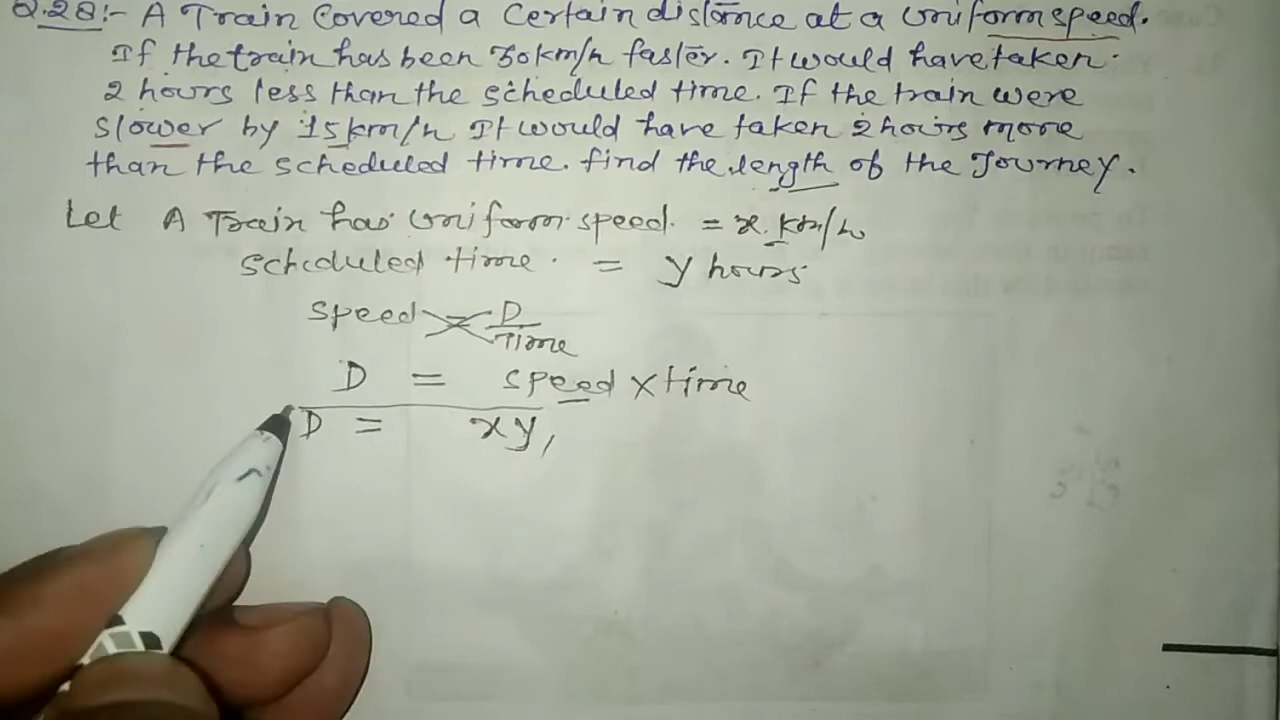 Q.28:- A Train Covered a Certain distance at a Uniform speed.
If the train has been 30km/h faster. It would have taken
2 hours less than the scheduled time. If the train were
Slower by 15km/h It would have taken 2 hours more
than the scheduled time. find the length of the Journey.
Let A Train has Uniform speed. = x. km/h
Scheduled time. = y hours
Speed = D/Time
D = speed x time
D = xy,